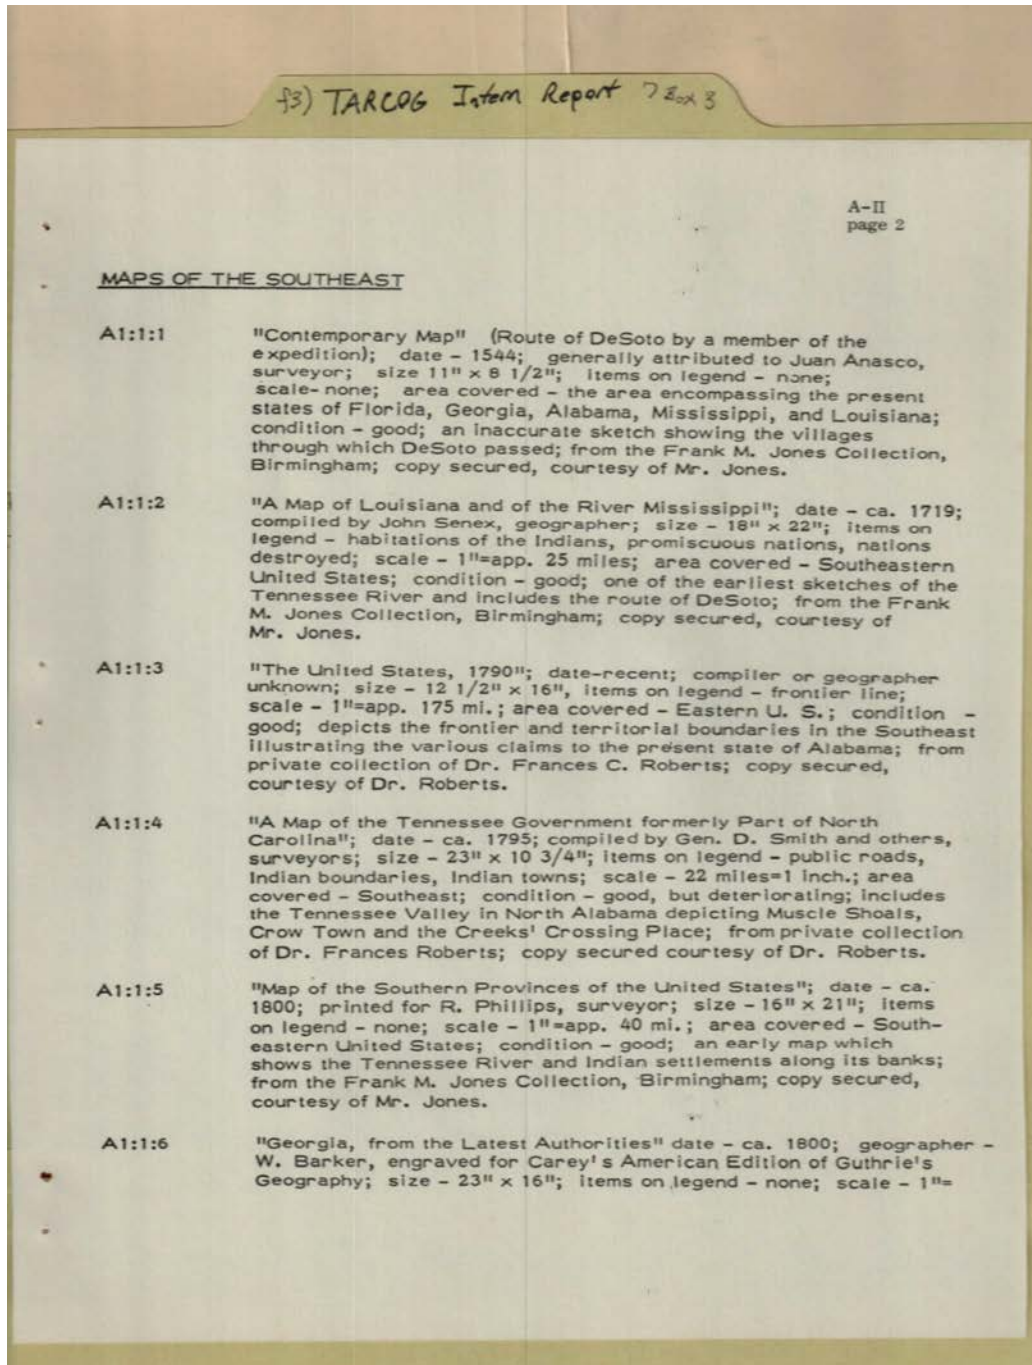 f3) TARCOG Intern Report > Box 3
A-II
page 2
MAPS OF THE SOUTHEAST
A1:1:1 "Contemporary Map" (Route of DeSoto by a member of the
expedition); date - 1544; generally attributed to Juan Anasco,
surveyor; size 11" x 8 1/2"; items on legend - none;
scale- none; area covered - the area encompassing the present
states of Florida, Georgia, Alabama, Mississippi, and Louisiana;
condition - good; an inaccurate sketch showing the villages
through which DeSoto passed; from the Frank M. Jones Collection,
Birmingham; copy secured, courtesy of Mr. Jones.
A1:1:2 "A Map of Louisiana and of the River Mississippi"; date - ca. 1719;
compiled by John Senex, geographer; size - 18" x 22"; items on
legend - habitations of the Indians, promiscuous nations, nations
destroyed; scale - 1"=app. 25 miles; area covered - Southeastern
United States; condition - good; one of the earliest sketches of the
Tennessee River and includes the route of DeSoto; from the Frank
M. Jones Collection, Birmingham; copy secured, courtesy of
Mr. Jones.
A1:1:3 "The United States, 1790"; date-recent; compiler or geographer
unknown; size - 12 1/2" x 16", items on legend - frontier line;
scale - 1"=app. 175 mi.; area covered - Eastern U. S.; condition -
good; depicts the frontier and territorial boundaries in the Southeast
illustrating the various claims to the present state of Alabama; from
private collection of Dr. Frances C. Roberts; copy secured,
courtesy of Dr. Roberts.
A1:1:4 "A Map of the Tennessee Government formerly Part of North
Carolina"; date - ca. 1795; compiled by Gen. D. Smith and others,
surveyors; size - 23" x 10 3/4"; items on legend - public roads,
Indian boundaries, Indian towns; scale - 22 miles=1 inch.; area
covered - Southeast; condition - good, but deteriorating; includes
the Tennessee Valley in North Alabama depicting Muscle Shoals,
Crow Town and the Creeks' Crossing Place; from private collection
of Dr. Frances Roberts; copy secured courtesy of Dr. Roberts.
A1:1:5 "Map of the Southern Provinces of the United States"; date - ca.
1800; printed for R. Phillips, surveyor; size - 16" x 21"; items
on legend - none; scale - 1"=app. 40 mi.; area covered - South-
eastern United States; condition - good; an early map which
shows the Tennessee River and Indian settlements along its banks;
from the Frank M. Jones Collection, Birmingham; copy secured,
courtesy of Mr. Jones.
A1:1:6 "Georgia, from the Latest Authorities" date - ca. 1800; geographer -
W. Barker, engraved for Carey's American Edition of Guthrie's
Geography; size - 23" x 16"; items on legend - none; scale - 1"=